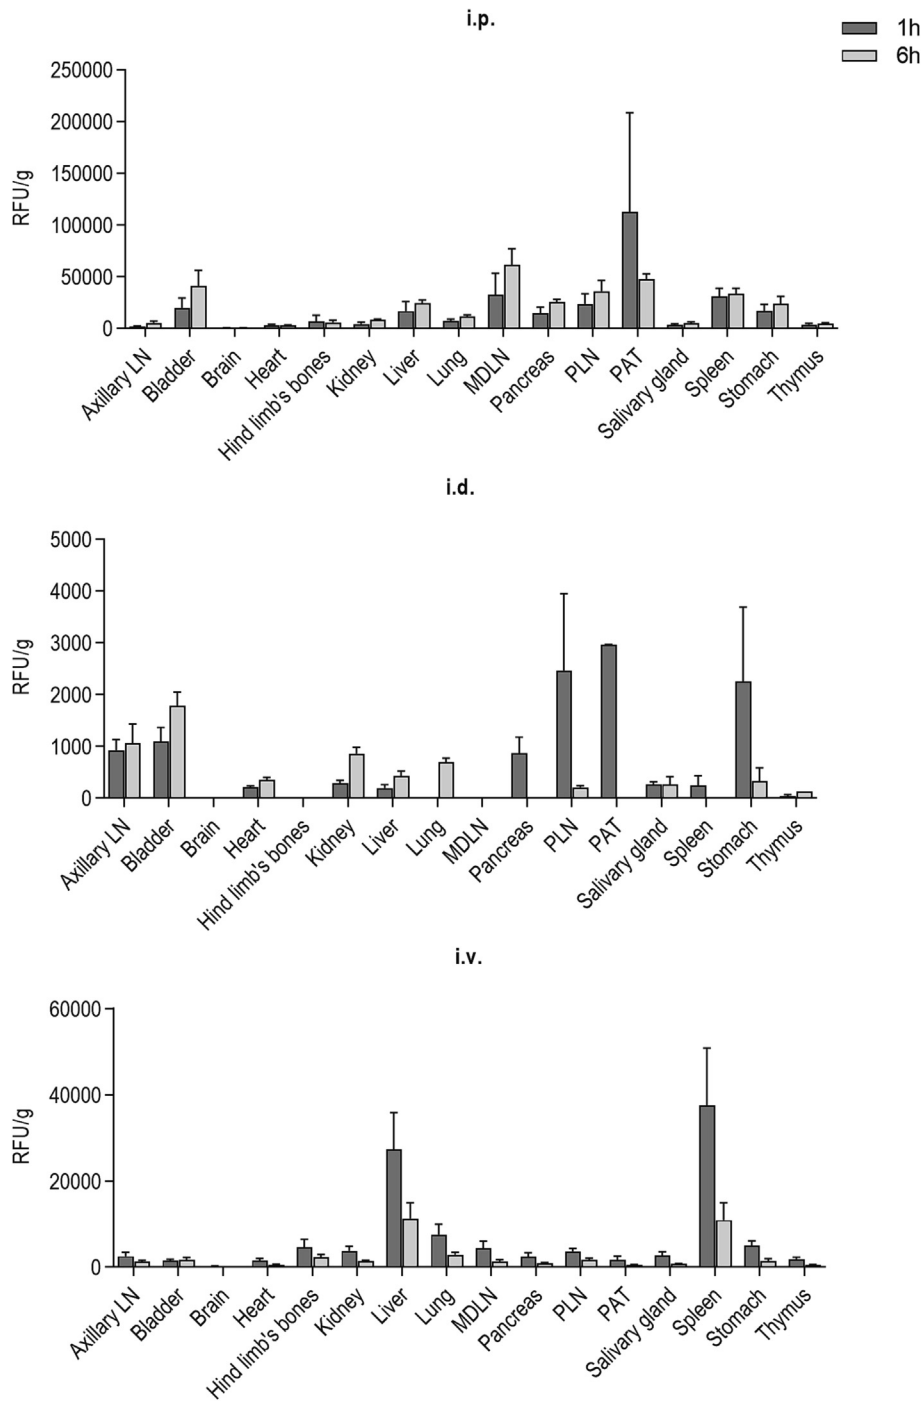 i.p.
1h
6h
RFU/g
250000
200000
150000
100000
50000
0
Axillary LN
Bladder
Brain
Heart
Hind limb's bones
Kidney
Liver
Lung
MDLN
Pancreas
PLN
PAT
Salivary gland
Spleen
Stomach
Thymus
i.d.
RFU/g
5000
4000
3000
2000
1000
0
Axillary LN
Bladder
Brain
Heart
Hind limb's bones
Kidney
Liver
Lung
MDLN
Pancreas
PLN
PAT
Salivary gland
Spleen
Stomach
Thymus
i.v.
RFU/g
60000
40000
20000
0
Axillary LN
Bladder
Brain
Heart
Hind limb's bones
Kidney
Liver
Lung
MDLN
Pancreas
PLN
PAT
Salivary gland
Spleen
Stomach
Thymus